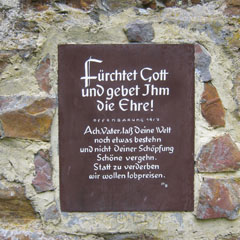 Fürchtet Gott
und gebet Ihm
die Ehre!
OFFENBARUNG 14/7
Ach, Vater, laß Deine Welt
noch etwas bestehn
und nicht Deiner Schöpfung
Schöne vergehn.
Statt zu verderben
wir wollen lobpreisen.